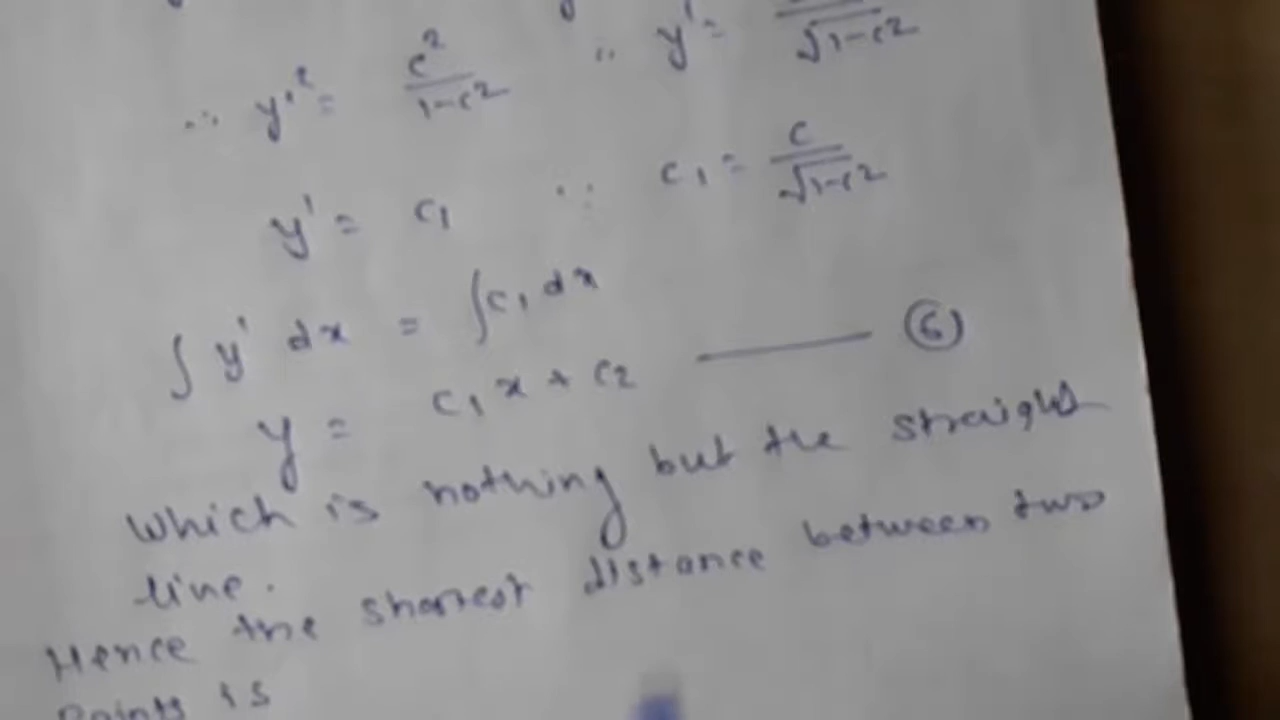 ∴ y'² = c²/1-c² ∴ y' = /√1-c²
y' = c₁ ∵ c₁ = c/√1-c²
∫ y' dx = ∫ c₁ dx
y = c₁ x + c₂ —— ⑥
which is nothing but the straight
line.
Hence the shortest distance between two
Points is